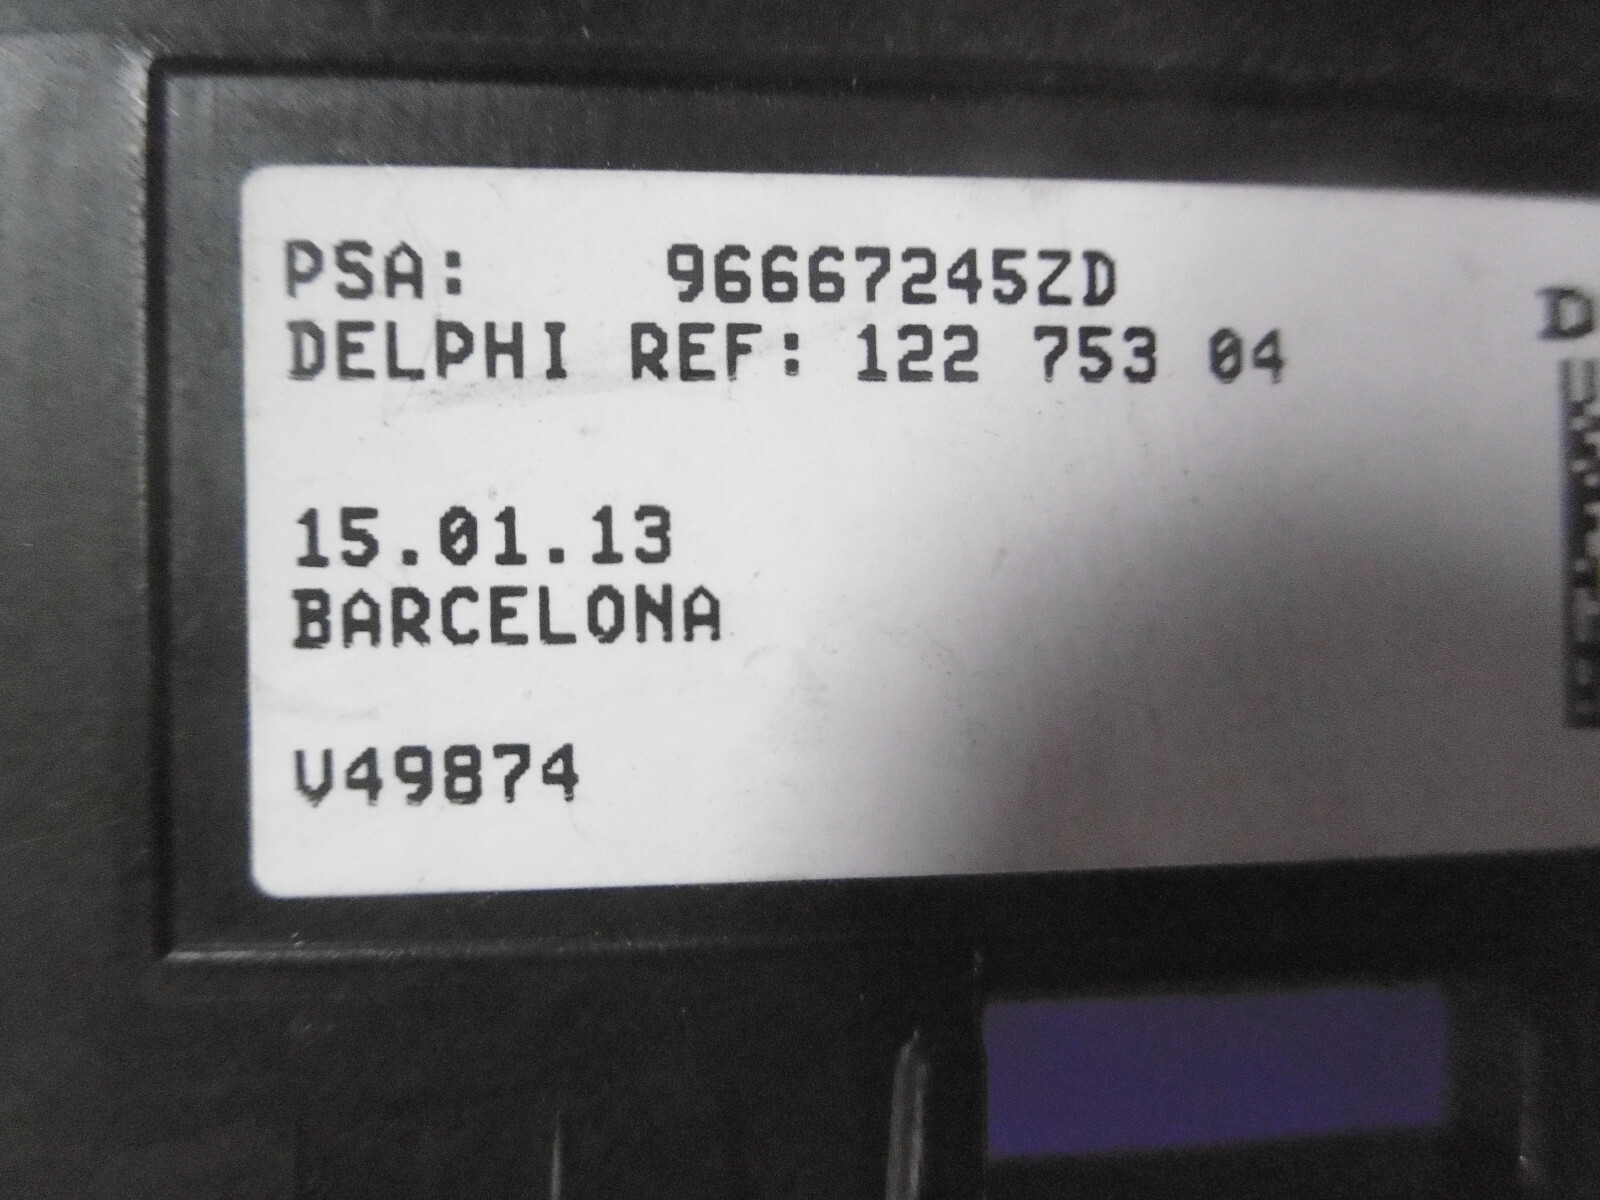 PSA: 96667245ZD
DELPHI REF: 122 753 04
15.01.13
BARCELONA
V49874
D